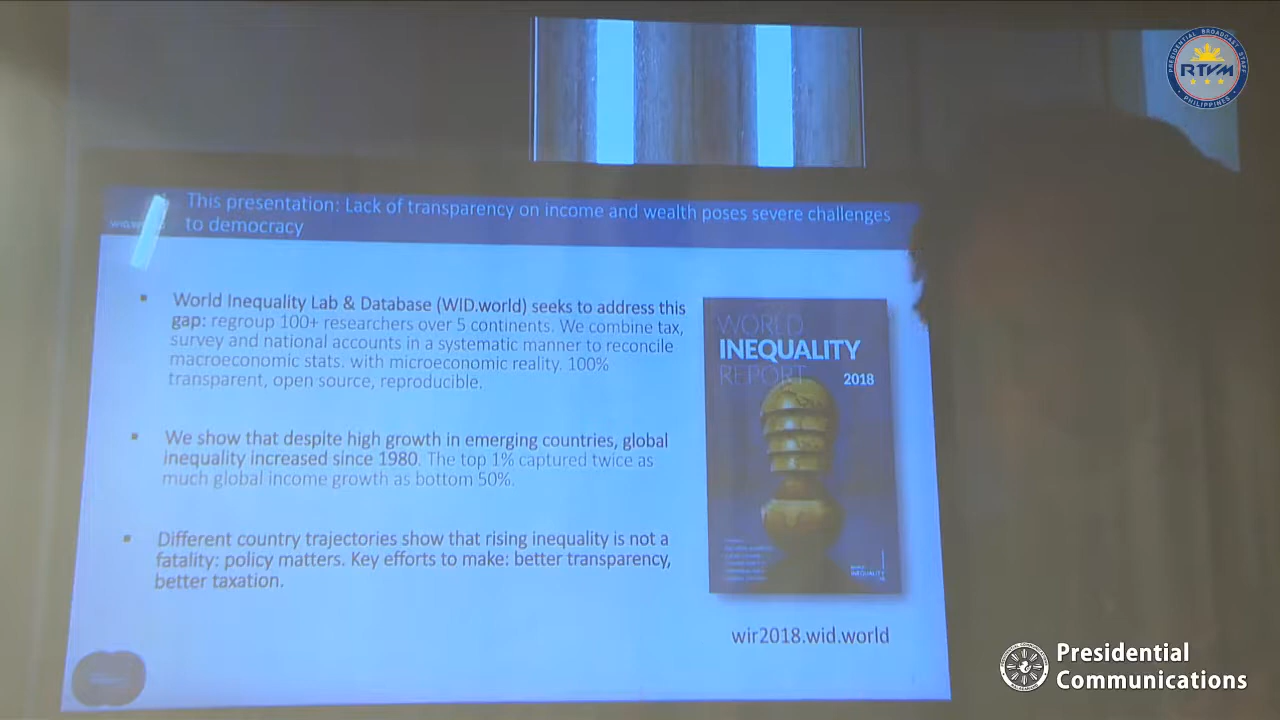 PRESIDENTIAL BROADCAST STAFF
RTVM
PHILIPPINES
This presentation: Lack of transparency on income and wealth poses severe challenges
to democracy
World Inequality Lab & Database (WID.world) seeks to address this
gap: regroup 100+ researchers over 5 continents. We combine tax,
survey and national accounts in a systematic manner to reconcile
macroeconomic stats. with microeconomic reality. 100%
transparent, open source, reproducible.
We show that despite high growth in emerging countries, global
inequality increased since 1980. The top 1% captured twice as
much global income growth as bottom 50%.
Different country trajectories show that rising inequality is not a
fatality: policy matters. Key efforts to make: better transparency,
better taxation.
WORLD
INEQUALITY
REPORT
2018
INEQUALITY
wir2018.wid.world
Presidential
Communications